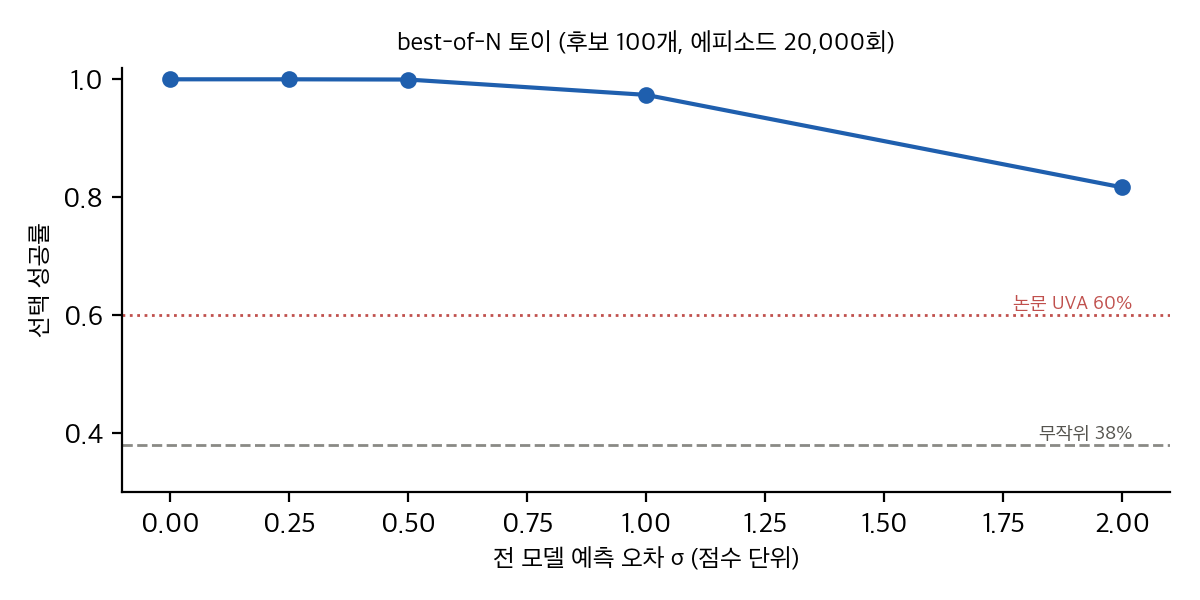 best-of-N 토이 (후보 100개, 에피소드 20,000회)
선택 성공률
1.0
0.8
0.6
0.4
논문 UVA 60%
무작위 38%
0.00 0.25 0.50 0.75 1.00 1.25 1.50 1.75 2.00
전 모델 예측 오차 σ (점수 단위)